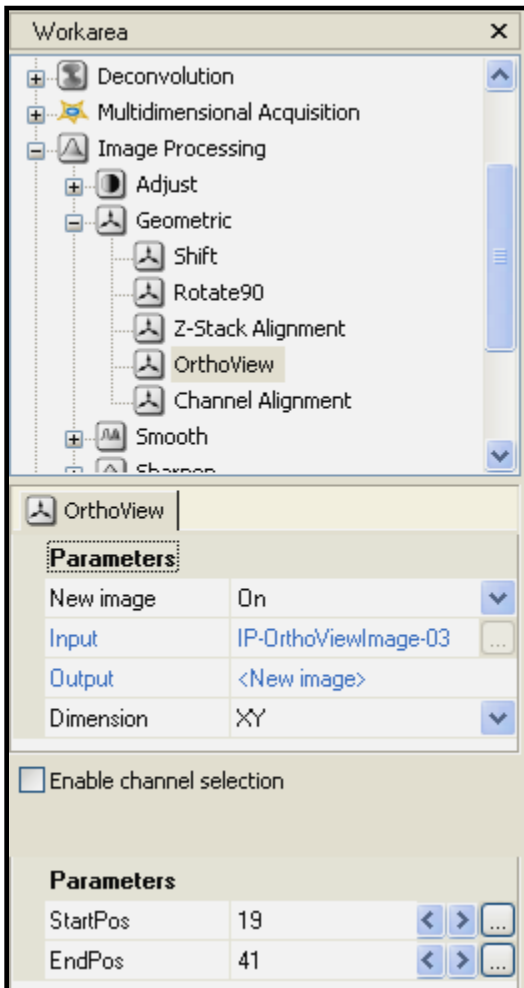 Workarea
Deconvolution
Multidimensional Acquisition
Image Processing
Adjust
Geometric
Shift
Rotate90
Z-Stack Alignment
OrthoView
Channel Alignment
Smooth
Sharpen
OrthoView
Parameters
New image On
Input IP-OrthoViewImage-03 ...
Output <New image>
Dimension XY
Enable channel selection
Parameters
StartPos 19 < > ...
EndPos 41 < > ...